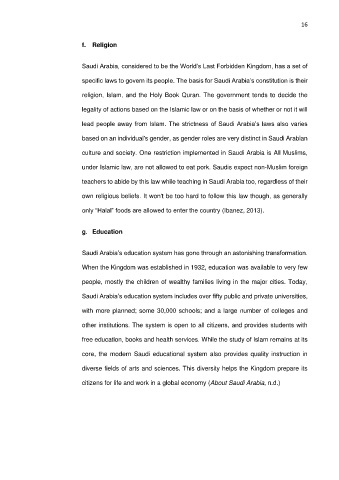 16
f. Religion
Saudi Arabia, considered to be the World's Last Forbidden Kingdom, has a set of
specific laws to govern its people. The basis for Saudi Arabia's constitution is their
religion, Islam, and the Holy Book Quran. The government tends to decide the
legality of actions based on the Islamic law or on the basis of whether or not it will
lead people away from Islam. The strictness of Saudi Arabia's laws also varies
based on an individual's gender, as gender roles are very distinct in Saudi Arabian
culture and society. One restriction implemented in Saudi Arabia is All Muslims,
under Islamic law, are not allowed to eat pork. Saudis expect non-Muslim foreign
teachers to abide by this law while teaching in Saudi Arabia too, regardless of their
own religious beliefs. It won't be too hard to follow this law though, as generally
only "Halal" foods are allowed to enter the country (Ibanez, 2013).
g. Education
Saudi Arabia's education system has gone through an astonishing transformation.
When the Kingdom was established in 1932, education was available to very few
people, mostly the children of wealthy families living in the major cities. Today,
Saudi Arabia's education system includes over fifty public and private universities,
with more planned; some 30,000 schools; and a large number of colleges and
other institutions. The system is open to all citizens, and provides students with
free education, books and health services. While the study of Islam remains at its
core, the modern Saudi educational system also provides quality instruction in
diverse fields of arts and sciences. This diversity helps the Kingdom prepare its
citizens for life and work in a global economy (About Saudi Arabia, n.d.)